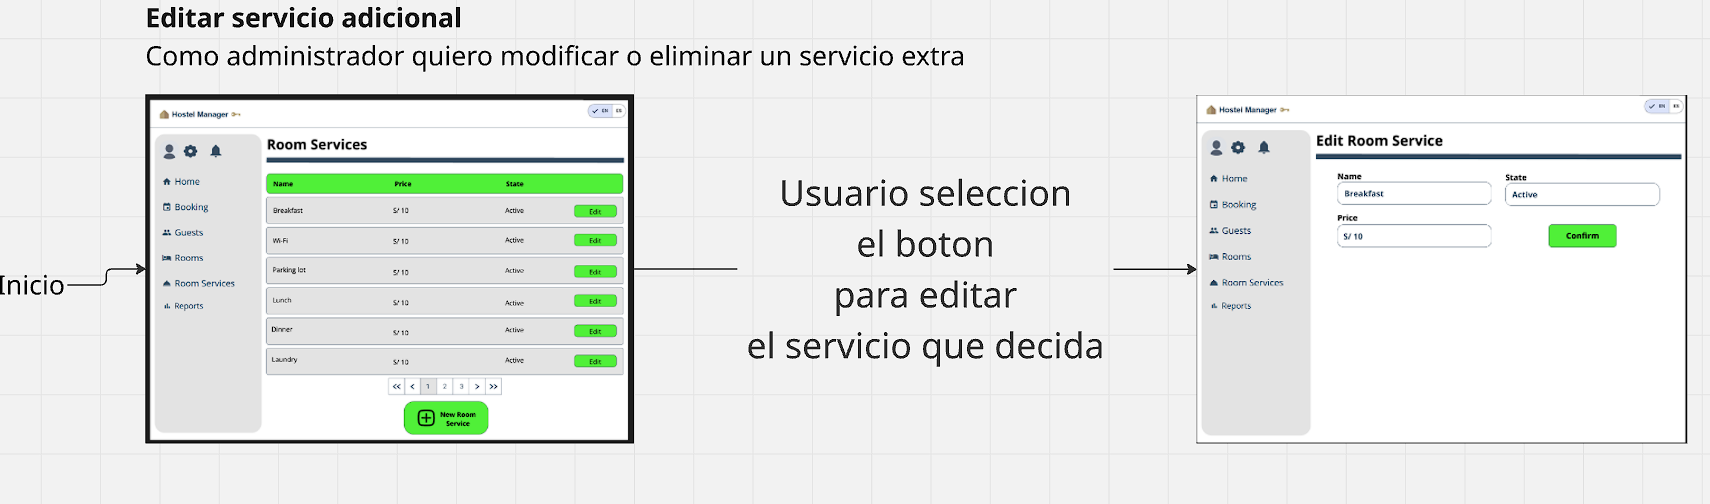 Editar servicio adicional
Como administrador quiero modificar o eliminar un servicio extra
Inicio
Hostel Manager
EN ES
Home
Booking
Guests
Rooms
Room Services
Reports
Room Services
Name Price State
Breakfast S/ 10 Active Edit
Wi-Fi S/ 10 Active Edit
Parking lot S/ 10 Active Edit
Lunch S/ 10 Active Edit
Dinner S/ 10 Active Edit
Laundry S/ 10 Active Edit
<< < 1 2 3 > >>
New Room
Service
Usuario seleccion
el boton
para editar
el servicio que decida
Hostel Manager
EN ES
Home
Booking
Guests
Rooms
Room Services
Reports
Edit Room Service
Name State
Breakfast Active
Price
S/ 10 Confirm